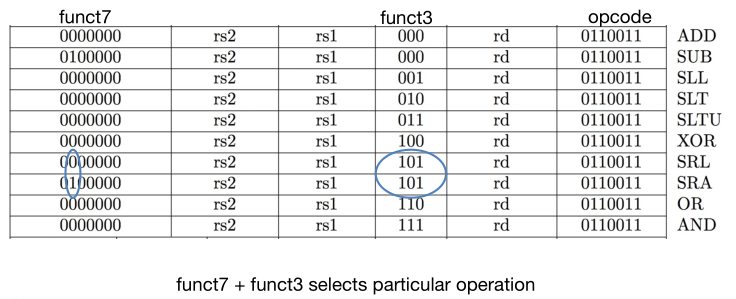 funct7 funct3 opcode
0000000 rs2 rs1 000 rd 0110011 ADD
0100000 rs2 rs1 000 rd 0110011 SUB
0000000 rs2 rs1 001 rd 0110011 SLL
0000000 rs2 rs1 010 rd 0110011 SLT
0000000 rs2 rs1 011 rd 0110011 SLTU
0000000 rs2 rs1 100 rd 0110011 XOR
0000000 rs2 rs1 101 rd 0110011 SRL
0100000 rs2 rs1 101 rd 0110011 SRA
0000000 rs2 rs1 110 rd 0110011 OR
0000000 rs2 rs1 111 rd 0110011 AND
funct7 + funct3 selects particular operation